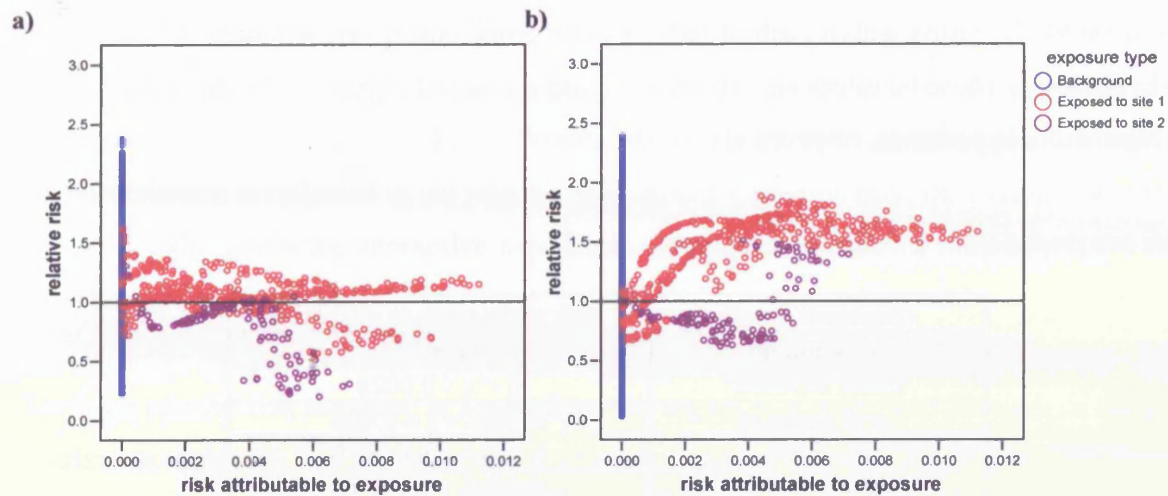 a)
b)
3.0
2.5
2.0
1.5
1.0
0.5
0.0
relative risk
0.000 0.002 0.004 0.006 0.008 0.010 0.012
risk attributable to exposure
3.0
2.5
2.0
1.5
1.0
0.5
0.0
relative risk
0.000 0.002 0.004 0.006 0.008 0.010 0.012
risk attributable to exposure
exposure type
Background
Exposed to site 1
Exposed to site 2